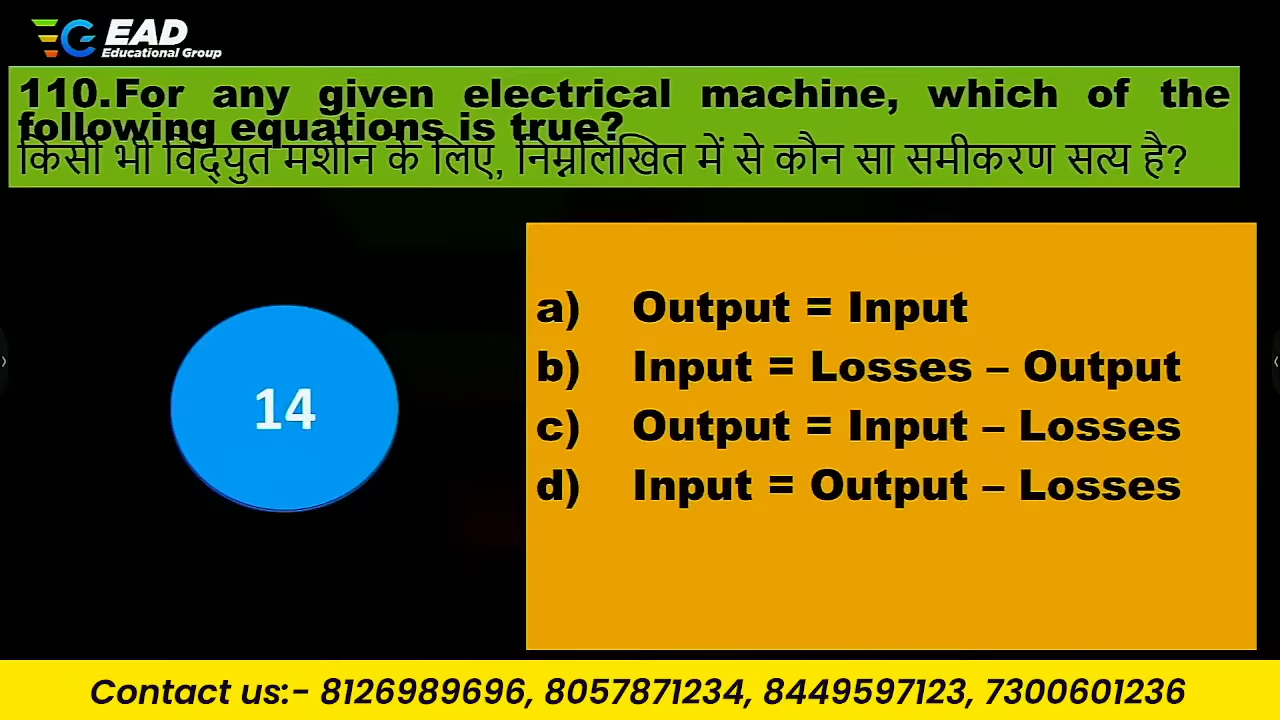 EAD
Educational Group
110.For any given electrical machine, which of the
following equations is true?
किसी भी विद्युत मशीन के लिए, निम्नलिखित में से कौन सा समीकरण सत्य है?
14
a) Output = Input
b) Input = Losses – Output
c) Output = Input – Losses
d) Input = Output – Losses
Contact us:- 8126989696, 8057871234, 8449597123, 7300601236